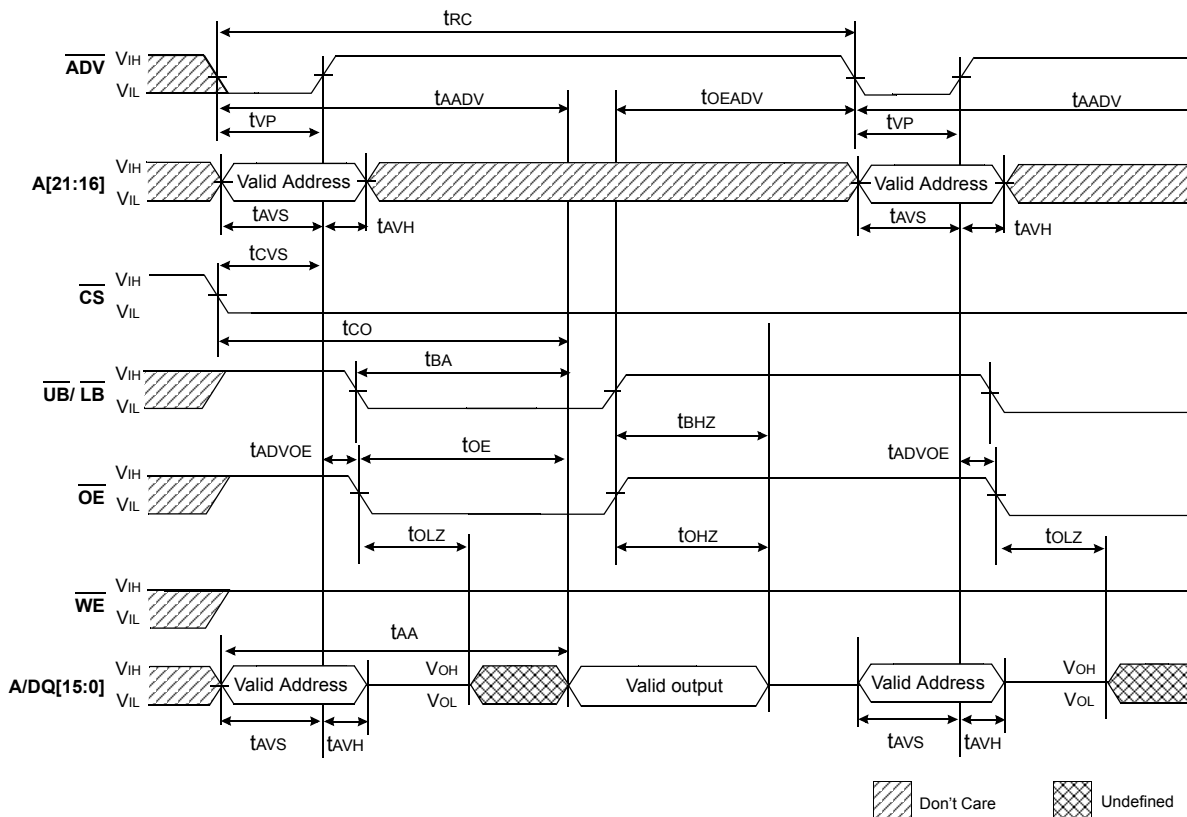 tRC
ADV VIH
VIL
tAADV tOEADV tAADV
tVP tVP
A[21:16] VIH Valid Address Valid Address
VIL
tAVS tAVH tAVS tAVH
tCVS
CS VIH
VIL
tCO
tBA
UB/ LB VIH
VIL
tBHZ
tADVOE tOE tADVOE
OE VIH
VIL
tOLZ tOHZ tOLZ
WE VIH
VIL
tAA
A/DQ[15:0] VIH Valid Address VOH Valid output Valid Address VOH
VIL VOL VOL
tAVS tAVH tAVS tAVH
Don't Care Undefined